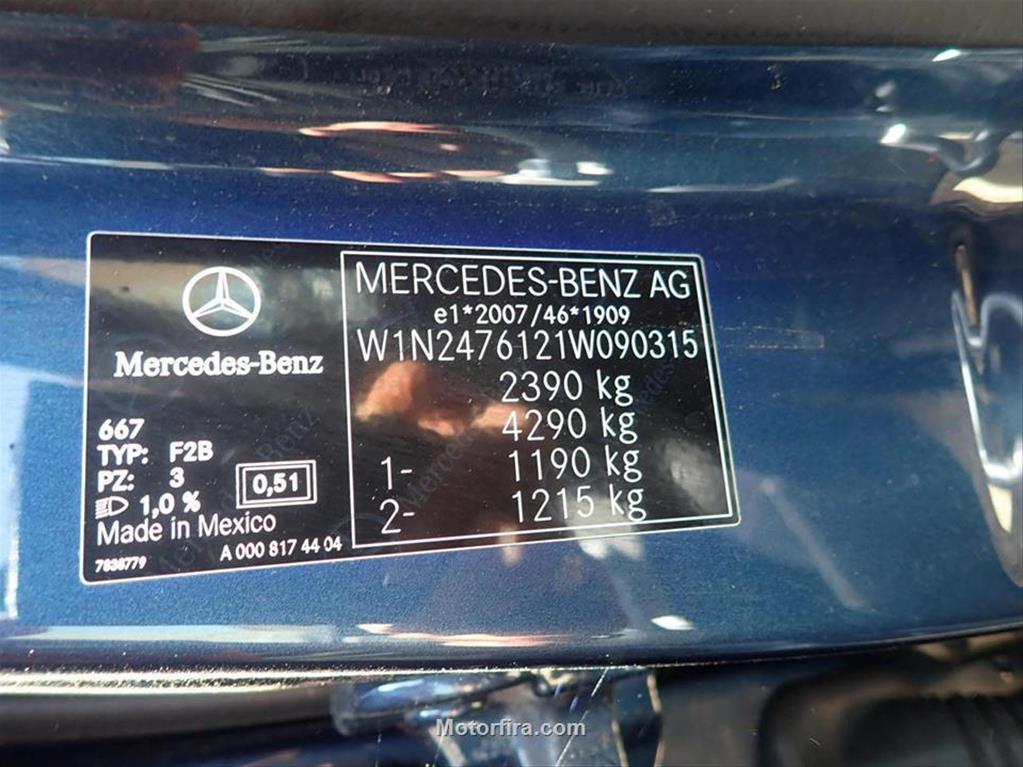 Mercedes-Benz
667
TYP: F2B
PZ: 3
1,0 %
0,51
Made in Mexico
7838779
A 000 817 44 04
MERCEDES-BENZ AG
e1*2007/46*1909
W1N2476121W090315
2390 kg
4290 kg
1- 1190 kg
2- 1215 kg
Motorfira.com